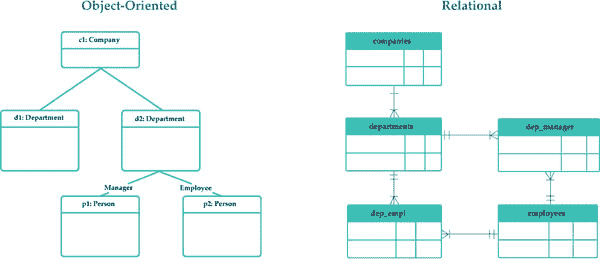 Object-Oriented
Relational
c1: Company
companies
d1: Department
d2: Department
departments
dep_manager
Manager
Employee
p1: Person
p2: Person
dep_empl
employees